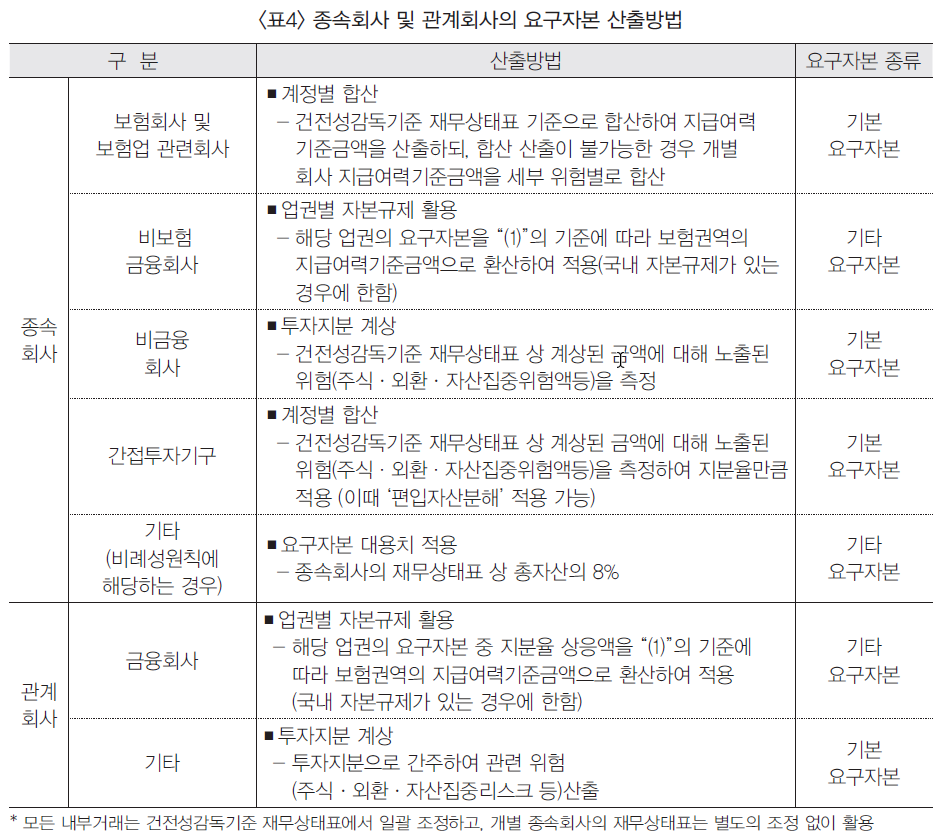 〈표4〉 종속회사 및 관계회사의 요구자본 산출방법
구 분
산출방법
요구자본 종류
종속
회사
보험회사 및
보험업 관련회사
■ 계정별 합산
– 건전성감독기준 재무상태표 기준으로 합산하여 지급여력
기준금액을 산출하되, 합산 산출이 불가능한 경우 개별
회사 지급여력기준금액을 세부 위험별로 합산
기본
요구자본
비보험
금융회사
■ 업권별 자본규제 활용
– 해당 업권의 요구자본을 “(1)”의 기준에 따라 보험권역의
지급여력기준금액으로 환산하여 적용(국내 자본규제가 있는
경우에 한함)
기타
요구자본
비금융
회사
■ 투자지분 계상
– 건전성감독기준 재무상태표 상 계상된 금액에 대해 노출된
위험(주식·외환·자산집중위험액등)을 측정
기본
요구자본
간접투자기구
■ 계정별 합산
– 건전성감독기준 재무상태표 상 계상된 금액에 대해 노출된
위험(주식·외환·자산집중위험액등)을 측정하여 지분율만큼
적용 (이때 ‘편입자산분해’ 적용 가능)
기본
요구자본
기타
(비례성원칙에
해당하는 경우)
■ 요구자본 대용치 적용
– 종속회사의 재무상태표 상 총자산의 8%
기타
요구자본
관계
회사
금융회사
■ 업권별 자본규제 활용
– 해당 업권의 요구자본 중 지분율 상응액을 “(1)”의 기준에
따라 보험권역의 지급여력기준금액으로 환산하여 적용
(국내 자본규제가 있는 경우에 한함)
기타
요구자본
기타
■ 투자지분 계상
– 투자지분으로 간주하여 관련 위험
(주식·외환·자산집중리스크 등)산출
기본
요구자본
* 모든 내부거래는 건전성감독기준 재무상태표에서 일괄 조정하고, 개별 종속회사의 재무상태표는 별도의 조정 없이 활용